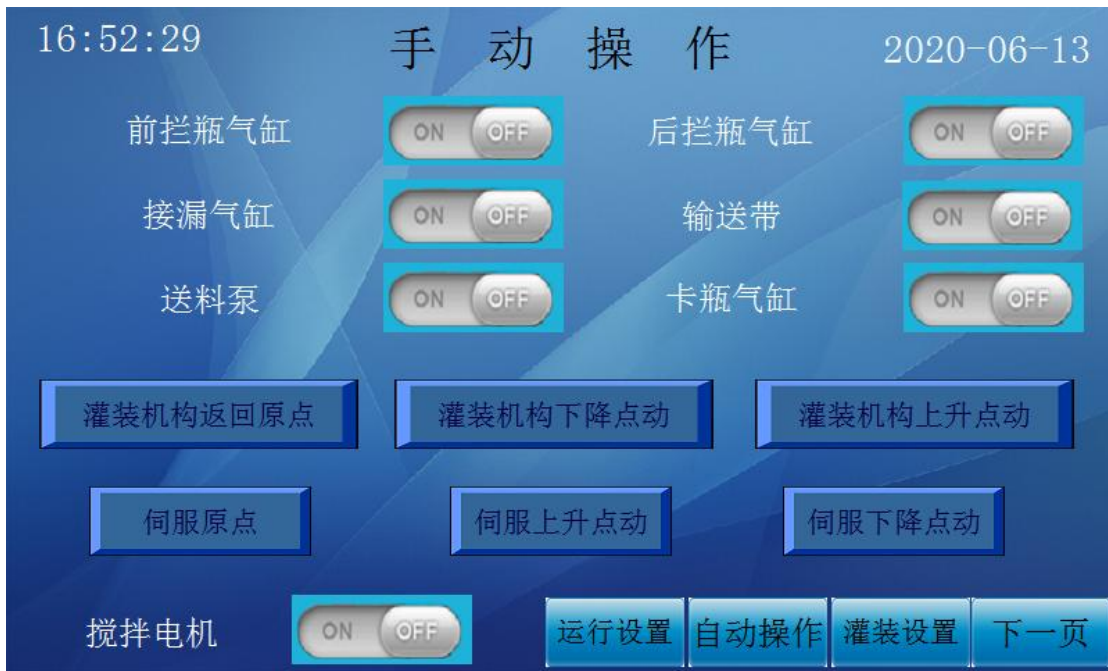 16:52:29 手动操作 2020-06-13
前拦瓶气缸 ON OFF 后拦瓶气缸 ON OFF
接漏气缸 ON OFF 输送带 ON OFF
送料泵 ON OFF 卡瓶气缸 ON OFF
灌装机构返回原点 灌装机构下降点动 灌装机构上升点动
伺服原点 伺服上升点动 伺服下降点动
搅拌电机 ON OFF 运行设置 自动操作 灌装设置 下一页